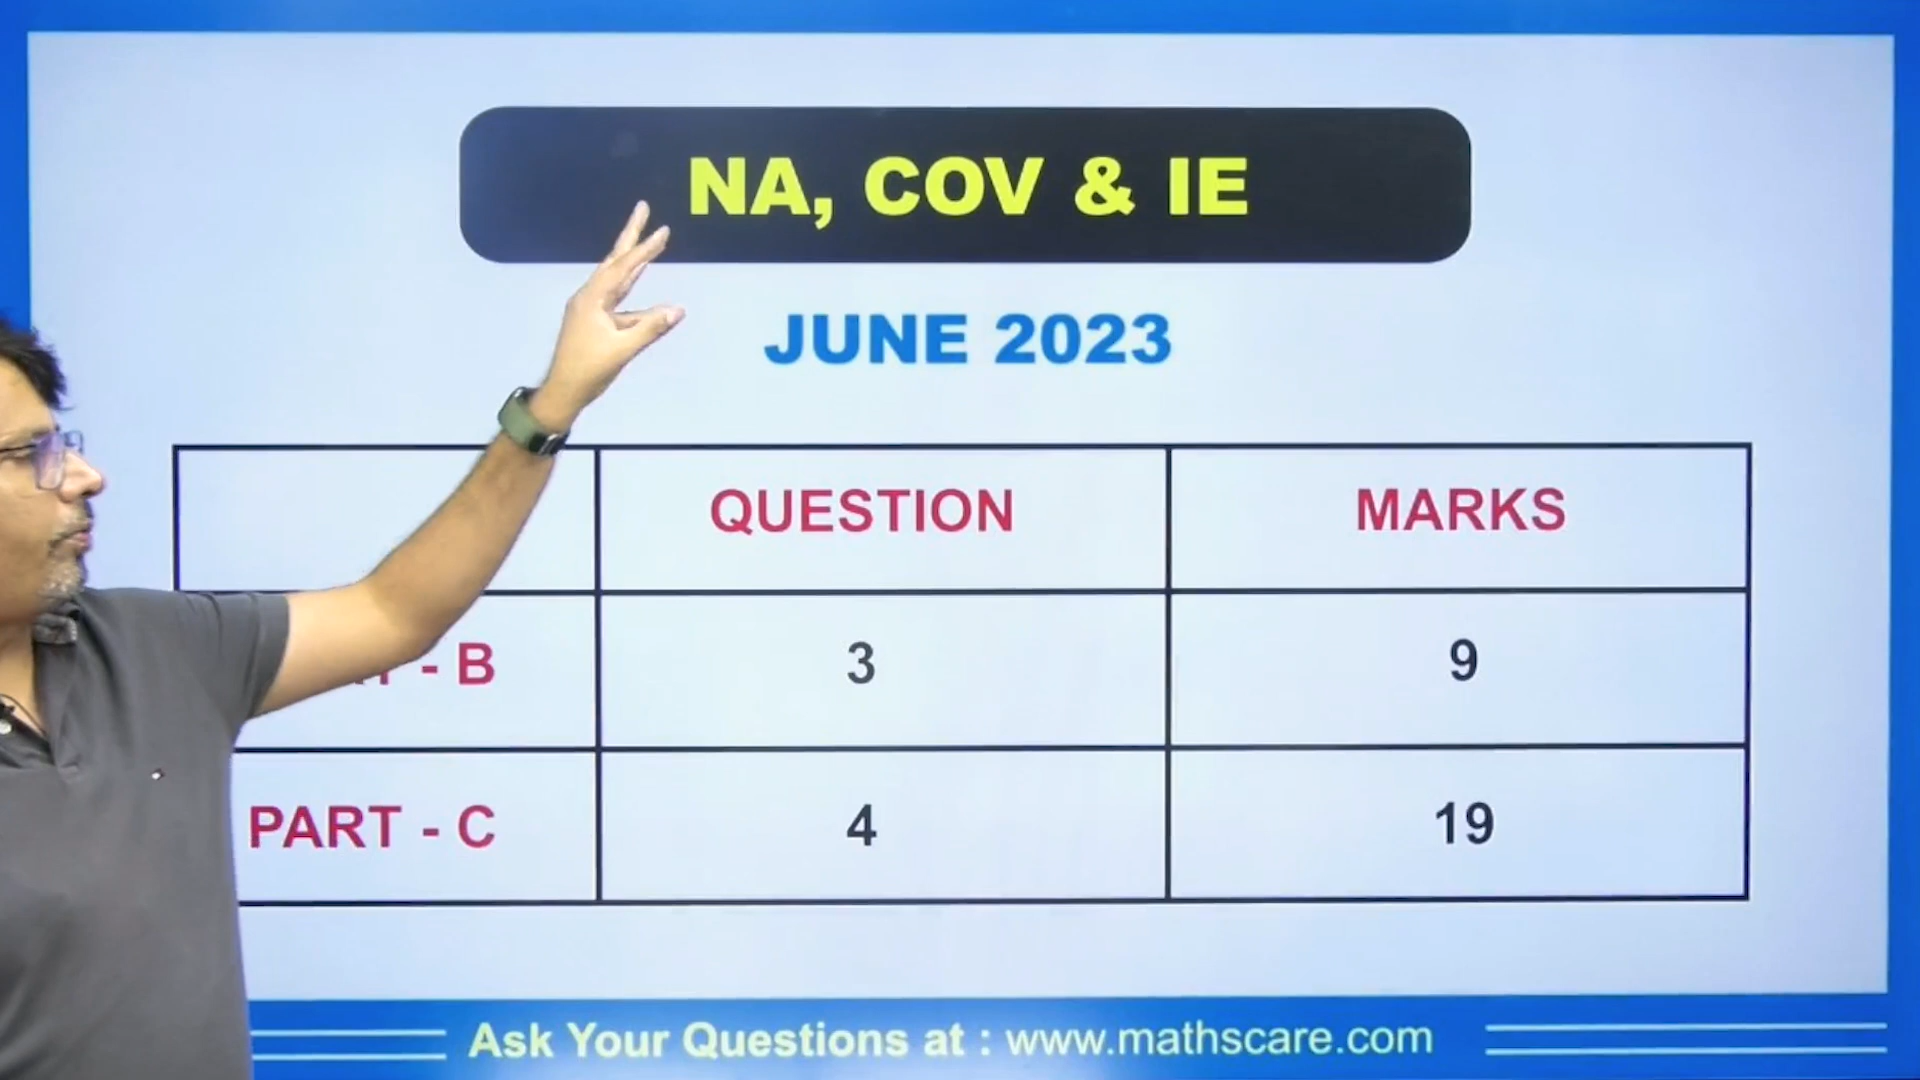 NA, COV & IE
JUNE 2023
QUESTION MARKS
- B 3 9
PART - C 4 19
Ask Your Questions at : www.mathscare.com